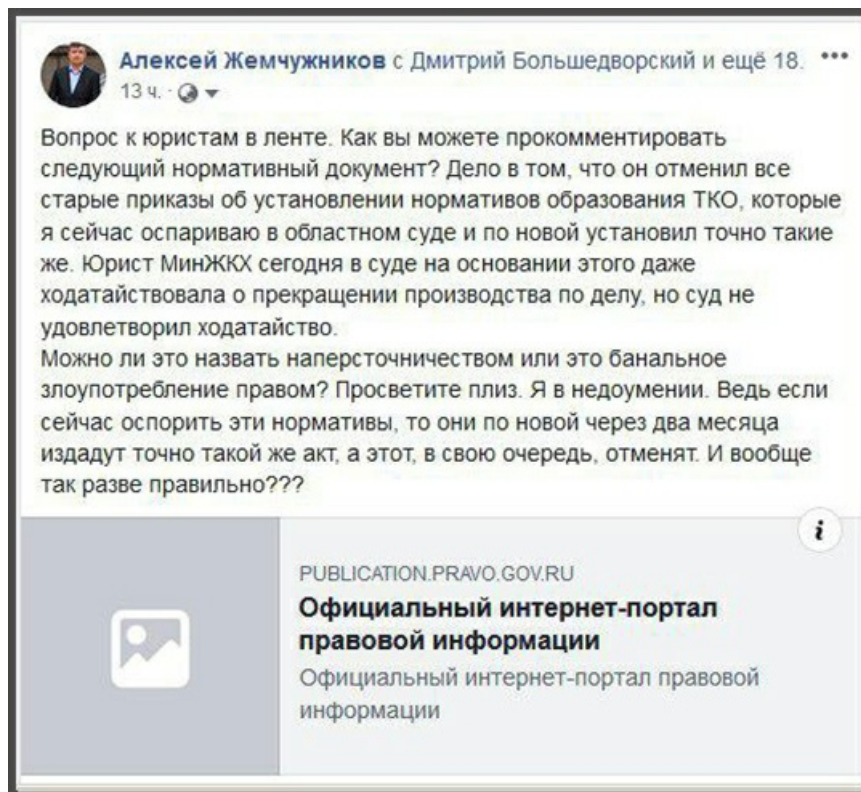 Алексей Жемчужников с Дмитрий Большедворский и ещё 18.
13 ч.
Вопрос к юристам в ленте. Как вы можете прокомментировать
следующий нормативный документ? Дело в том, что он отменил все
старые приказы об установлении нормативов образования ТКО, которые
я сейчас оспариваю в областном суде и по новой установил точно такие
же. Юрист МинЖКХ сегодня в суде на основании этого даже
ходатайствовала о прекращении производства по делу, но суд не
удовлетворил ходатайство.
Можно ли это назвать наперсточничеством или это банальное
злоупотребление правом? Просветите плиз. Я в недоумении. Ведь если
сейчас оспорить эти нормативы, то они по новой через два месяца
издадут точно такой же акт, а этот, в свою очередь, отменят. И вообще
так разве правильно???
PUBLICATION.PRAVO.GOV.RU
Официальный интернет-портал
правовой информации
Официальный интернет-портал правовой
информации